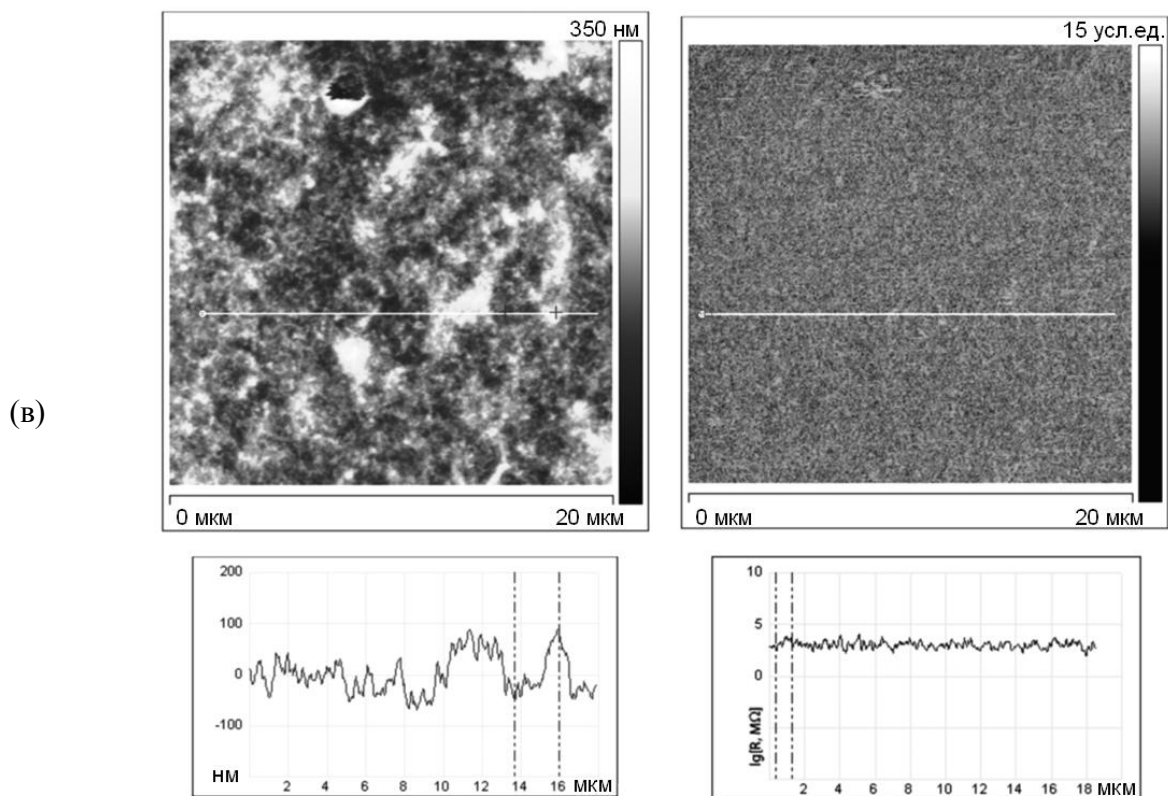 350 нм
15 усл.ед.
(в)
0 мкм
20 мкм
0 мкм
20 мкм
200
100
0
-100
нм
2 4 6 8 10 12 14 16 мкм
10
5
0
lg[R, MΩ]
2 4 6 8 10 12 14 16 18 мкм